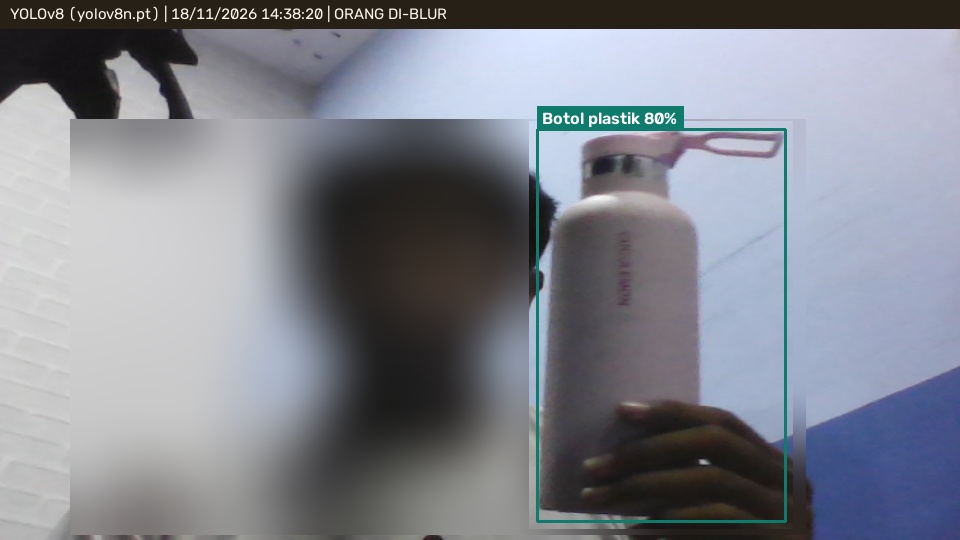 YOLOv8 (yolov8n.pt) | 18/11/2026 14:38:20 | ORANG DI-BLUR
Botol plastik 80%